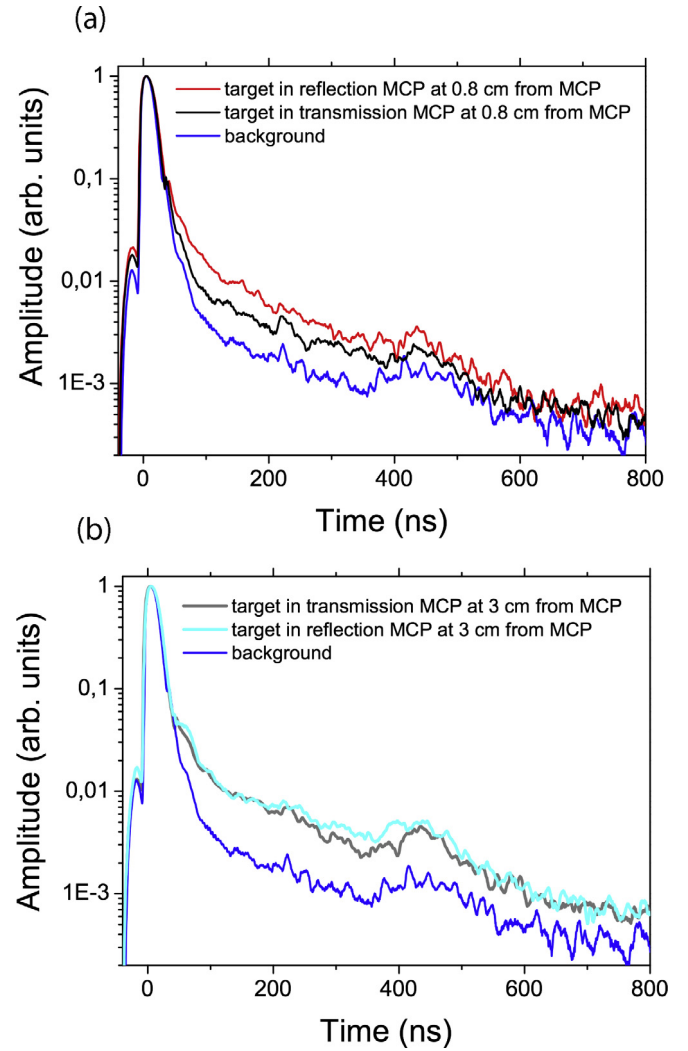 (a)
target in reflection MCP at 0.8 cm from MCP
target in transmission MCP at 0.8 cm from MCP
background
Amplitude (arb. units)
1
0,1
0,01
1E-3
0 200 400 600 800
Time (ns)
(b)
target in transmission MCP at 3 cm from MCP
target in reflection MCP at 3 cm from MCP
background
Amplitude (arb. units)
1
0,1
0,01
1E-3
0 200 400 600 800
Time (ns)